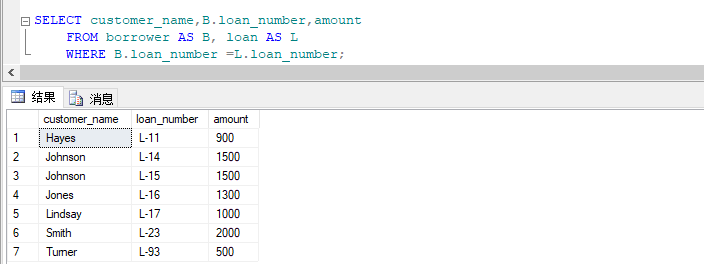 SELECT customer_name,B.loan_number,amount
FROM borrower AS B, loan AS L
WHERE B.loan_number =L.loan_number;
结果 消息
customer_name loan_number amount
1 Hayes L-11 900
2 Johnson L-14 1500
3 Johnson L-15 1500
4 Jones L-16 1300
5 Lindsay L-17 1000
6 Smith L-23 2000
7 Turner L-93 500